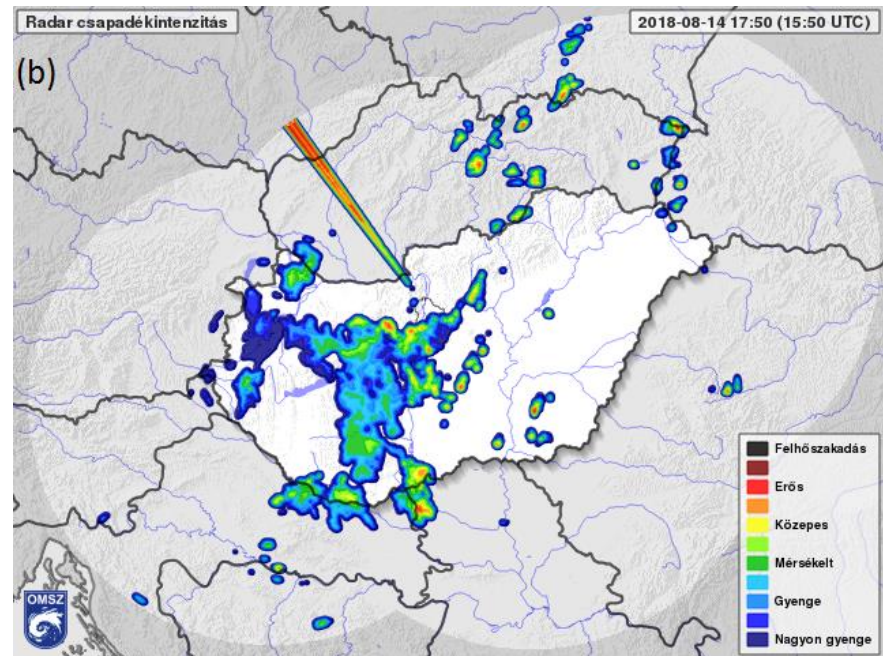 Radar csapadékintenzitás
2018-08-14 17:50 (15:50 UTC)
(b)
Felhőszakadás
Erős
Közepes
Mérsékelt
Gyenge
Nagyon gyenge
OMSZ